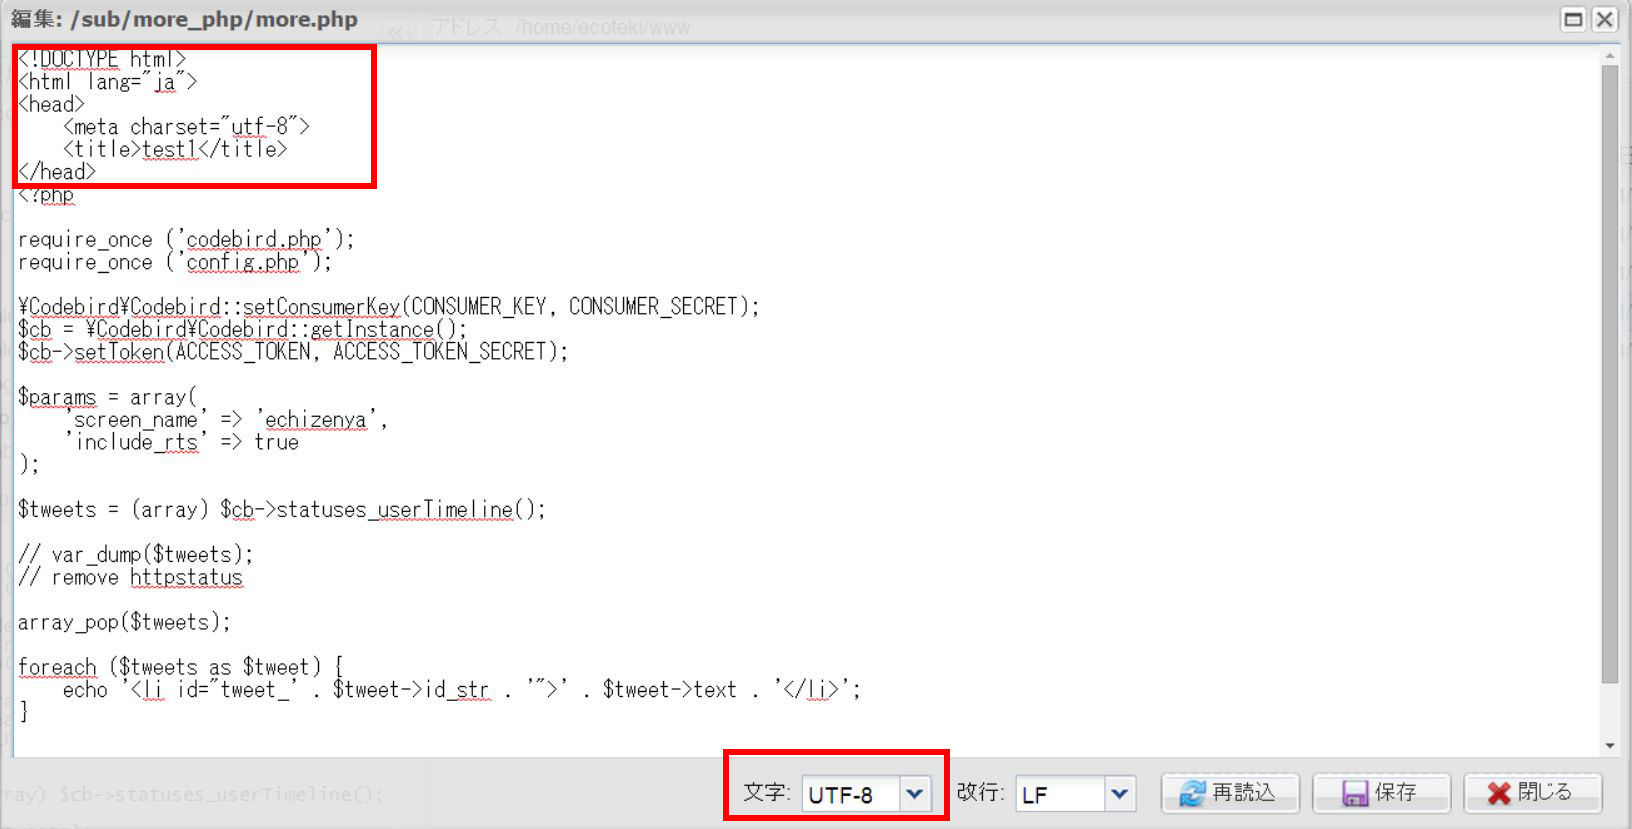 編集: /sub/more_php/more.php
アドレス: /home/ecoteki/www
<!DOCTYPE html>
<html lang="ja">
<head>
    <meta charset="utf-8">
    <title>test1</title>
</head>
<?php
require_once ('codebird.php');
require_once ('config.php');
¥Codebird¥Codebird::setConsumerKey(CONSUMER_KEY, CONSUMER_SECRET);
$cb = ¥Codebird¥Codebird::getInstance();
$cb->setToken(ACCESS_TOKEN, ACCESS_TOKEN_SECRET);
$params = array(
    'screen_name' => 'echizenya',
    'include_rts' => true
);
$tweets = (array) $cb->statuses_userTimeline();
// var_dump($tweets);
// remove httpstatus
array_pop($tweets);
foreach ($tweets as $tweet) {
    echo '<li id="tweet_' . $tweet->id_str . '">' . $tweet->text . '</li>';
}
文字: UTF-8 改行: LF 再読込 保存 閉じる
ray) $cb->statuses_userTimeline();